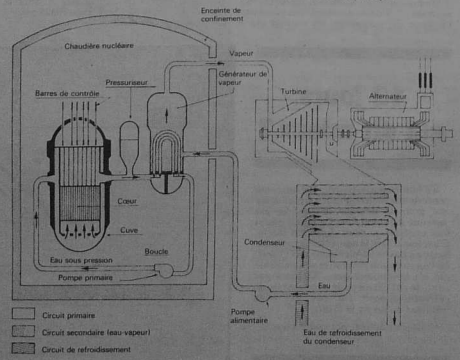 Enceinte de
confinement
Chaudière nucléaire
Vapeur
Pressuriseur
Générateur de
vapeur
Barres de contrôle
Turbine
Alternateur
Cœur
Cuve
Boucle
Condenseur
Eau sous pression
Pompe primaire
Eau
Pompe
alimentaire
Eau de refroidissement
du condenseur
Circuit primaire
Circuit secondaire (eau-vapeur)
Circuit de refroidissement